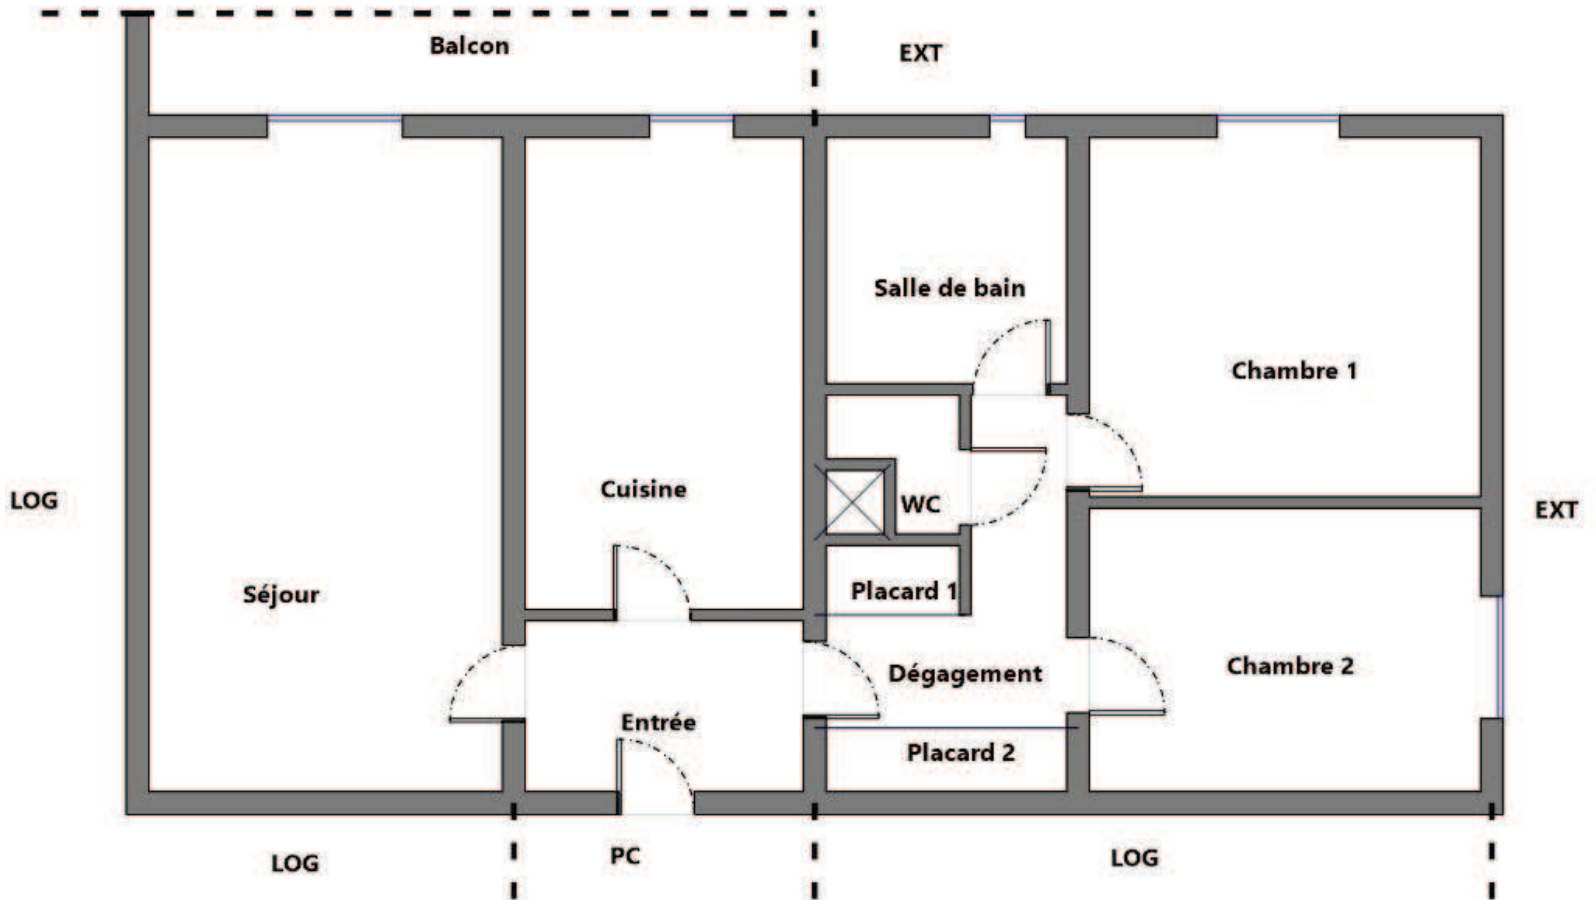 Balcon
EXT
Salle de bain
Chambre 1
Cuisine
LOG
WC
EXT
Séjour
Placard 1
Chambre 2
Dégagement
Entrée
Placard 2
LOG
PC
LOG